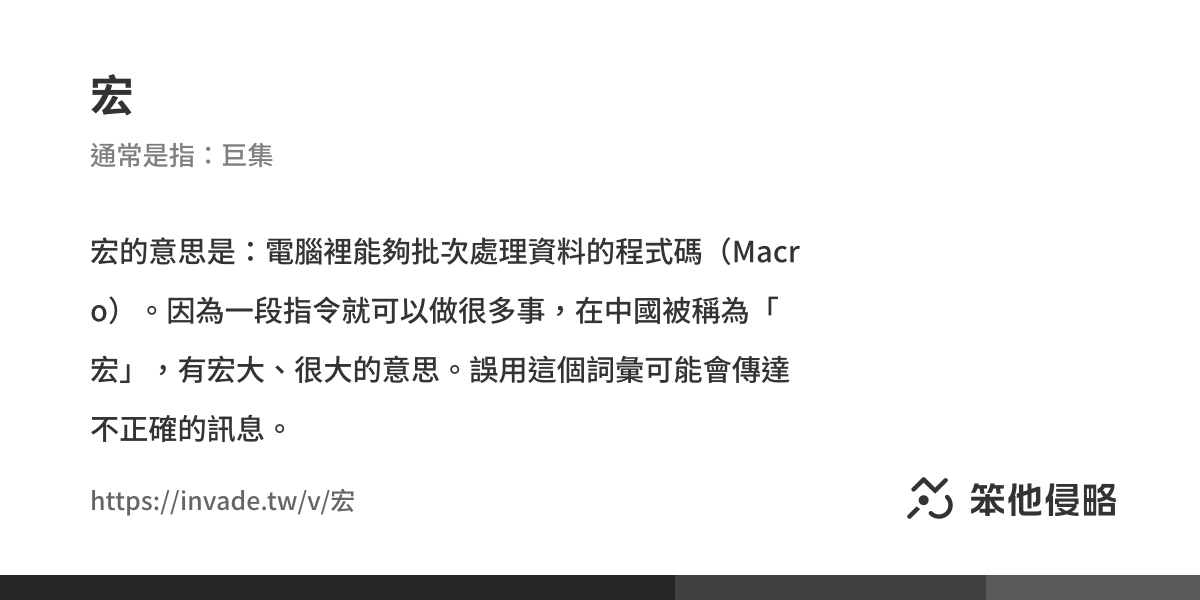 宏
通常是指：巨集
宏的意思是：電腦裡能夠批次處理資料的程式碼（Macr
o）。因為一段指令就可以做很多事，在中國被稱為「
宏」，有宏大、很大的意思。誤用這個詞彙可能會傳達
不正確的訊息。
https://invade.tw/v/宏
笨他侵略